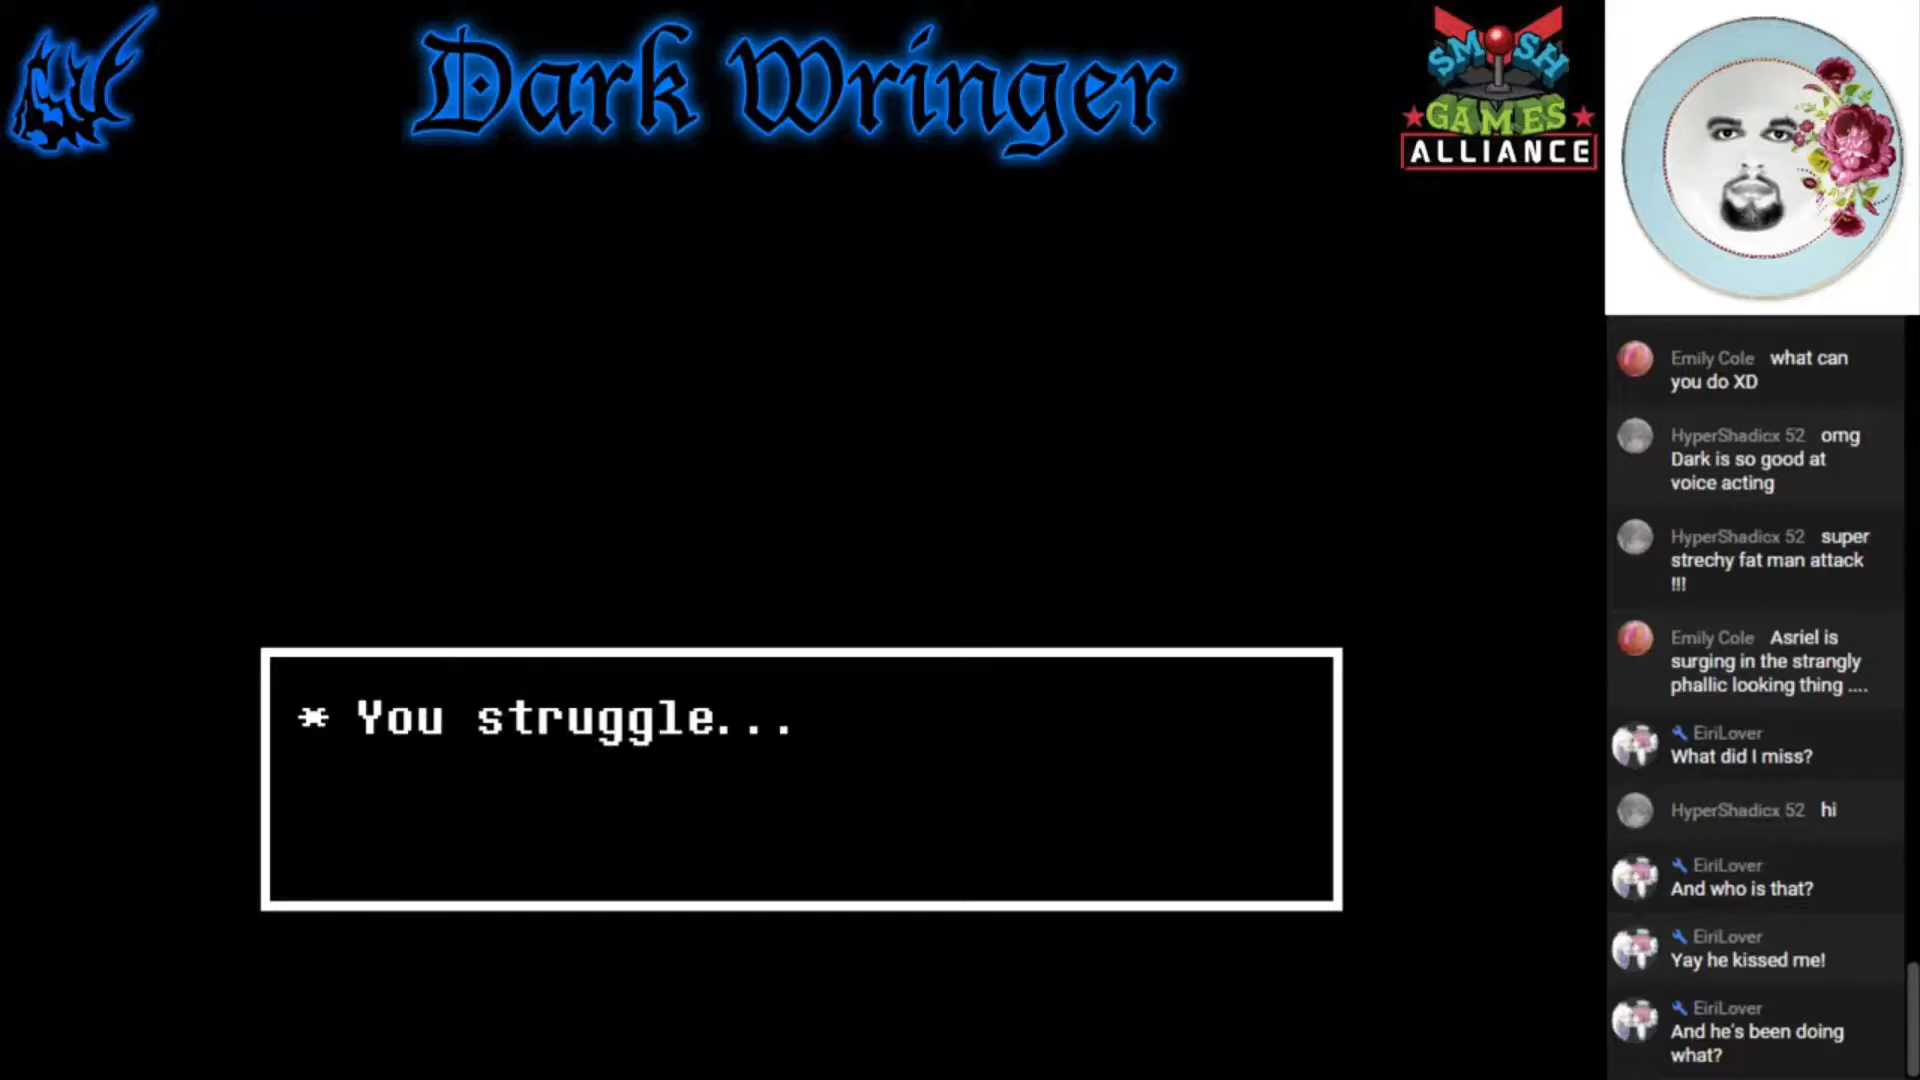 Dark Wringer
SMASH
GAMES
ALLIANCE
Emily Cole what can
you do XD
HyperShadicx 52 omg
Dark is so good at
voice acting
HyperShadicx 52 super
strechy fat man attack
!!!
Emily Cole Asriel is
surging in the strangly
phallic looking thing ....
EiriLover
What did I miss?
HyperShadicx 52 hi
EiriLover
And who is that?
EiriLover
Yay he kissed me!
EiriLover
And he's been doing
what?
* You struggle...